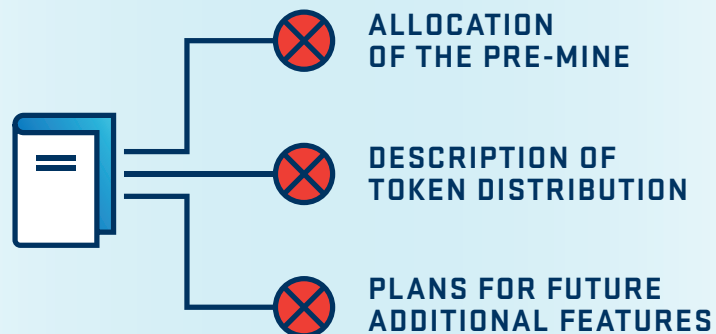 ALLOCATION
OF THE PRE-MINE
DESCRIPTION OF
TOKEN DISTRIBUTION
PLANS FOR FUTURE
ADDITIONAL FEATURES